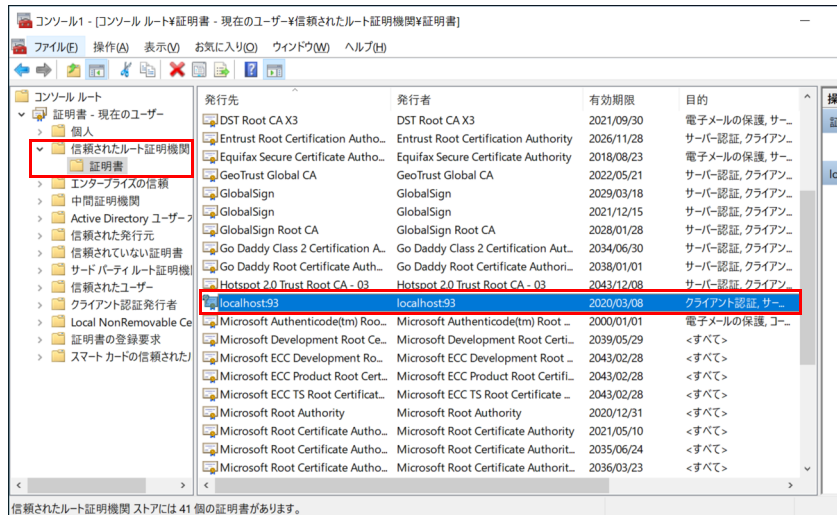 コンソール1 - [コンソール ルート¥証明書 - 現在のユーザー¥信頼されたルート証明機関¥証明書]
ファイル(F) 操作(A) 表示(V) お気に入り(O) ウィンドウ(W) ヘルプ(H)
コンソール ルート
証明書 - 現在のユーザー
個人
信頼されたルート証明機関
証明書
エンタープライズの信頼
中間証明機関
Active Directory ユーザー
信頼された発行元
信頼されていない証明書
サード パーティ ルート証明機
信頼されたユーザー
クライアント認証発行者
Local NonRemovable Ce
証明書の登録要求
スマート カードの信頼された
発行先 発行者 有効期限 目的
DST Root CA X3 DST Root CA X3 2021/09/30 電子メールの保護, サー...
Entrust Root Certification Autho... Entrust Root Certification Authority 2026/11/28 サーバー認証, クライアン...
Equifax Secure Certificate Autho... Equifax Secure Certificate Authority 2018/08/23 電子メールの保護, サー...
GeoTrust Global CA GeoTrust Global CA 2022/05/21 サーバー認証, クライアン...
GlobalSign GlobalSign 2029/03/18 サーバー認証, クライアン...
GlobalSign GlobalSign 2021/12/15 サーバー認証, クライアン...
GlobalSign Root CA GlobalSign Root CA 2028/01/28 サーバー認証, クライアン...
Go Daddy Class 2 Certification A... Go Daddy Class 2 Certification Aut... 2034/06/30 サーバー認証, クライアン...
Go Daddy Root Certificate Auth... Go Daddy Root Certificate Authori... 2038/01/01 サーバー認証, クライアン...
Hotspot 2.0 Trust Root CA - 03 Hotspot 2.0 Trust Root CA - 03 2043/12/08 サーバー認証, クライアン...
localhost:93 localhost:93 2020/03/08 クライアント認証, サー...
Microsoft Authenticode(tm) Roo... Microsoft Authenticode(tm) Root ... 2000/01/01 電子メールの保護, コー...
Microsoft Development Root Ce... Microsoft Development Root Certi... 2039/05/29 <すべて>
Microsoft ECC Development Ro... Microsoft ECC Development Root ... 2043/02/28 <すべて>
Microsoft ECC Product Root Cert... Microsoft ECC Product Root Certifi... 2043/02/28 <すべて>
Microsoft ECC TS Root Certificat... Microsoft ECC TS Root Certificate ... 2043/02/28 <すべて>
Microsoft Root Authority Microsoft Root Authority 2020/12/31 <すべて>
Microsoft Root Certificate Autho... Microsoft Root Certificate Authority 2021/05/10 <すべて>
Microsoft Root Certificate Autho... Microsoft Root Certificate Authorit... 2035/06/24 <すべて>
Microsoft Root Certificate Autho... Microsoft Root Certificate Authorit... 2036/03/23 <すべて>
操
証
lo
信頼されたルート証明機関 ストアには 41 個の証明書があります。